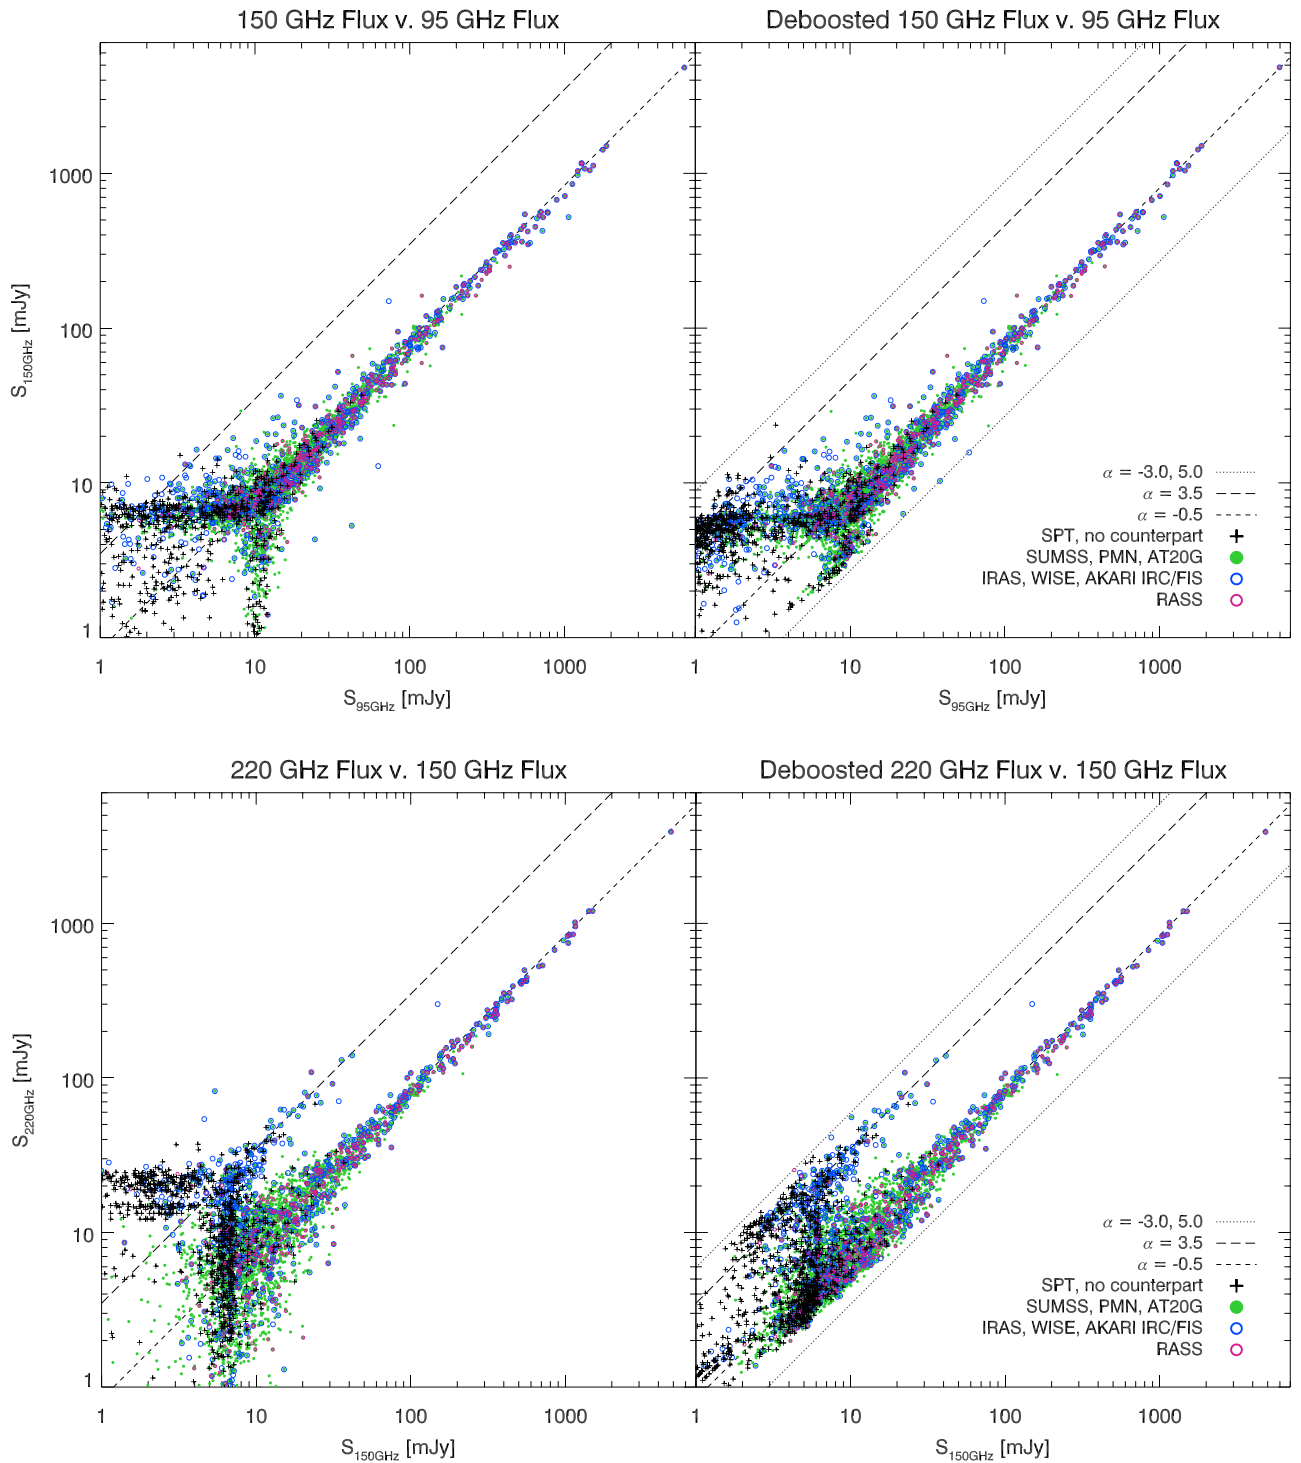 150 GHz Flux v. 95 GHz Flux
Deboosted 150 GHz Flux v. 95 GHz Flux
S150GHz [mJy]
1000
100
10
1
α = -3.0, 5.0
α = 3.5
α = -0.5
SPT, no counterpart
SUMSS, PMN, AT20G
IRAS, WISE, AKARI IRC/FIS
RASS
1 10 100 1000
1 10 100 1000
S95GHz [mJy]
S95GHz [mJy]
220 GHz Flux v. 150 GHz Flux
Deboosted 220 GHz Flux v. 150 GHz Flux
S220GHz [mJy]
1000
100
10
1
α = -3.0, 5.0
α = 3.5
α = -0.5
SPT, no counterpart
SUMSS, PMN, AT20G
IRAS, WISE, AKARI IRC/FIS
RASS
1 10 100 1000
1 10 100 1000
S150GHz [mJy]
S150GHz [mJy]